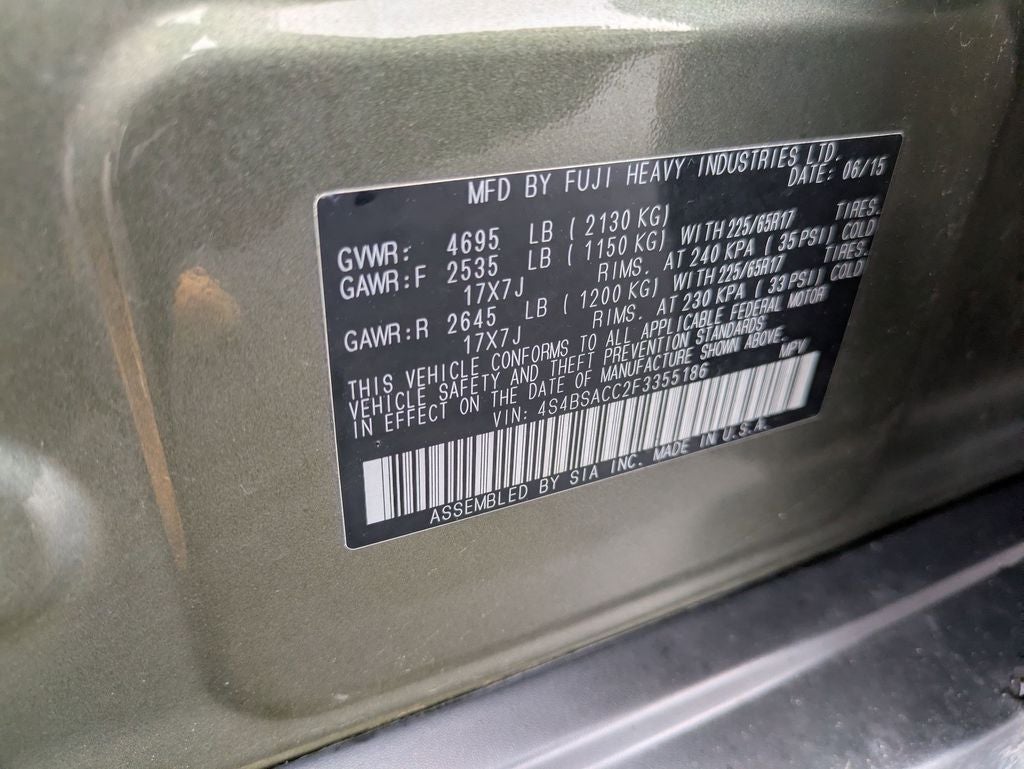 MFD BY FUJI HEAVY INDUSTRIES LTD.
DATE: 06/15
GVWR: 4695 LB ( 2130 KG)
GAWR:F 2535 LB ( 1150 KG) WITH 225/65R17 TIRES.
17X7J RIMS. AT 240 KPA ( 35 PSI) COLD
GAWR:R 2645 LB ( 1200 KG) WITH 225/65R17 TIRES.
17X7J RIMS. AT 230 KPA ( 33 PSI) COLD
THIS VEHICLE CONFORMS TO ALL APPLICABLE FEDERAL MOTOR
VEHICLE SAFETY AND THEFT PREVENTION STANDARDS
IN EFFECT ON THE DATE OF MANUFACTURE SHOWN ABOVE.
VIN: 4S4BSACC2F3355186 MPV
ASSEMBLED BY SIA INC. MADE IN U.S.A.